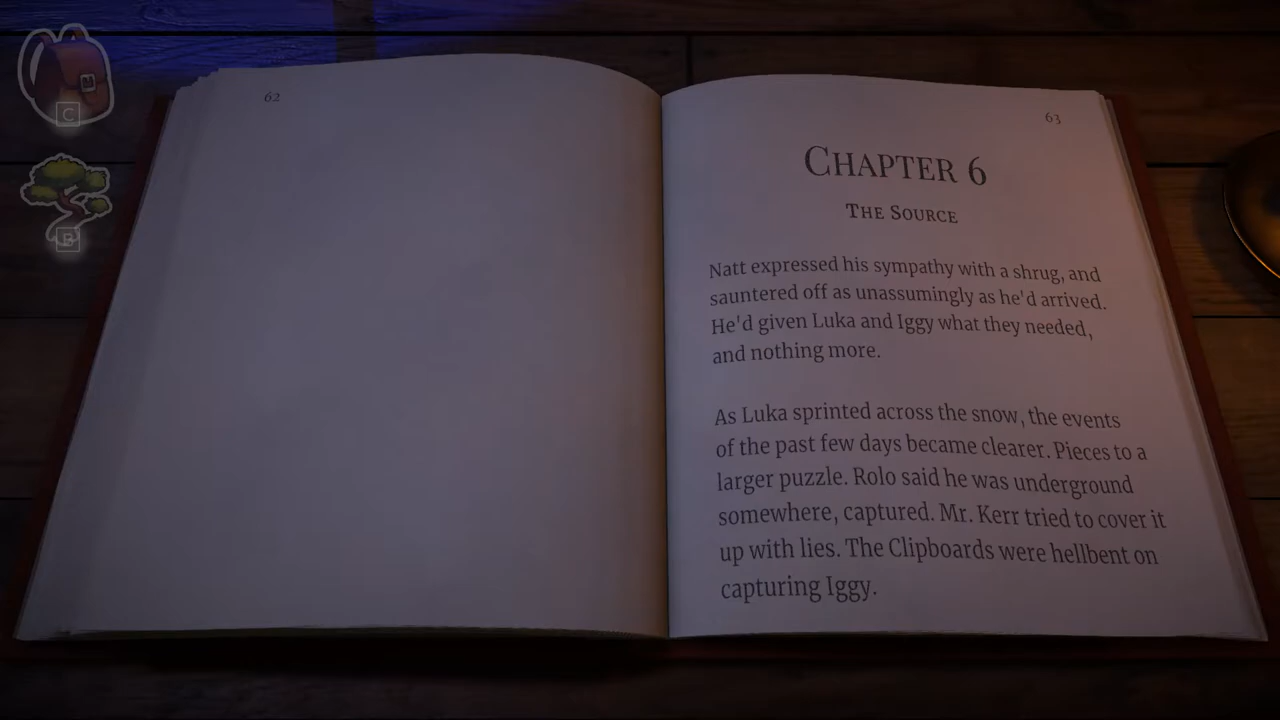 C
B
62
63
Chapter 6
The Source
Natt expressed his sympathy with a shrug, and
sauntered off as unassumingly as he'd arrived.
He'd given Luka and Iggy what they needed,
and nothing more.
As Luka sprinted across the snow, the events
of the past few days became clearer. Pieces to a
larger puzzle. Rolo said he was underground
somewhere, captured. Mr. Kerr tried to cover it
up with lies. The Clipboards were hellbent on
capturing Iggy.